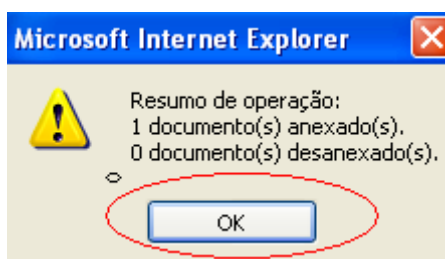 Microsoft Internet Explorer
Resumo de operação:
1 documento(s) anexado(s).
0 documento(s) desanexado(s).
OK